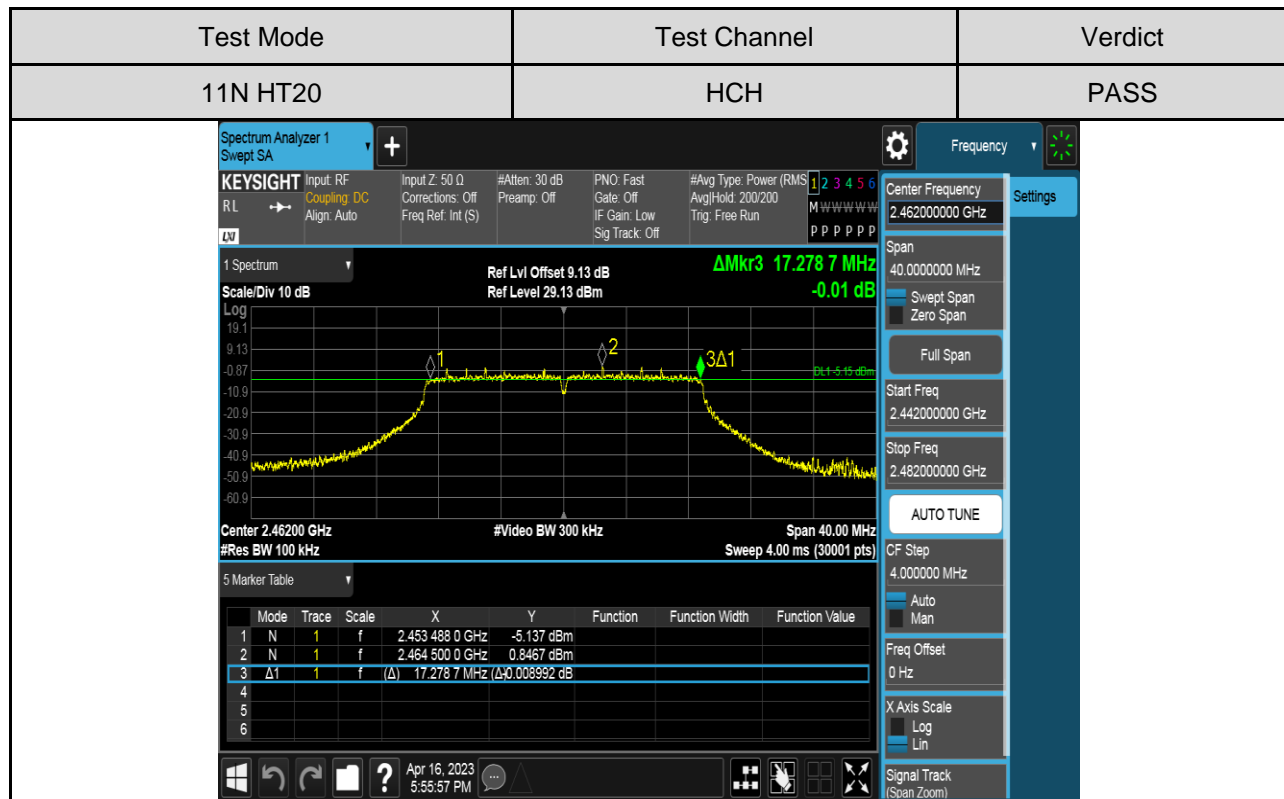 Test Mode Test Channel Verdict
11N HT20 HCH PASS
Spectrum Analyzer 1
Swept SA
+
Frequency
KEYSIGHT Input: RF Input Z: 50 Ω #Atten: 30 dB PNO: Fast #Avg Type: Power (RMS 1 2 3 4 5 6
RL Coupling: DC Corrections: Off Preamp: Off Gate: Off Avg|Hold: 200/200 M W W W W W
Align: Auto Freq Ref: Int (S) IF Gain: Low Trig: Free Run
LXI Sig Track: Off P P P P P P
1 Spectrum Ref Lvl Offset 9.13 dB ΔMkr3 17.278 7 MHz
Scale/Div 10 dB Ref Level 29.13 dBm -0.01 dB
Log
19.1
9.13
-0.87
-10.9
-20.9
-30.9
-40.9
-50.9
-60.9
1
2
3Δ1
DL1 -5.15 dBm
Center 2.46200 GHz #Video BW 300 kHz Span 40.00 MHz
#Res BW 100 kHz Sweep 4.00 ms (30001 pts)
5 Marker Table
Mode Trace Scale X Y Function Function Width Function Value
1 N 1 f 2.453 488 0 GHz -5.137 dBm
2 N 1 f 2.464 500 0 GHz 0.8467 dBm
3 Δ1 1 f (Δ) 17.278 7 MHz (Δ) -0.008992 dB
4
5
6
Apr 16, 2023
5:55:57 PM
Settings
Center Frequency
2.462000000 GHz
Span
40.0000000 MHz
Swept Span
Zero Span
Full Span
Start Freq
2.442000000 GHz
Stop Freq
2.482000000 GHz
AUTO TUNE
CF Step
4.000000 MHz
Auto
Man
Freq Offset
0 Hz
X Axis Scale
Log
Lin
Signal Track
(Span Zoom)